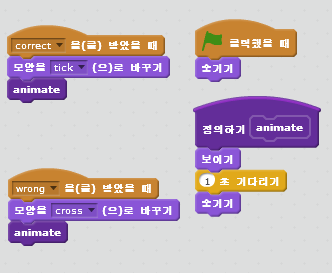 correct 을(를) 받았을 때
모양을 tick (으)로 바꾸기
animate
wrong 을(를) 받았을 때
모양을 cross (으)로 바꾸기
animate
클릭했을 때
숨기기
정의하기 animate
보이기
1 초 기다리기
숨기기